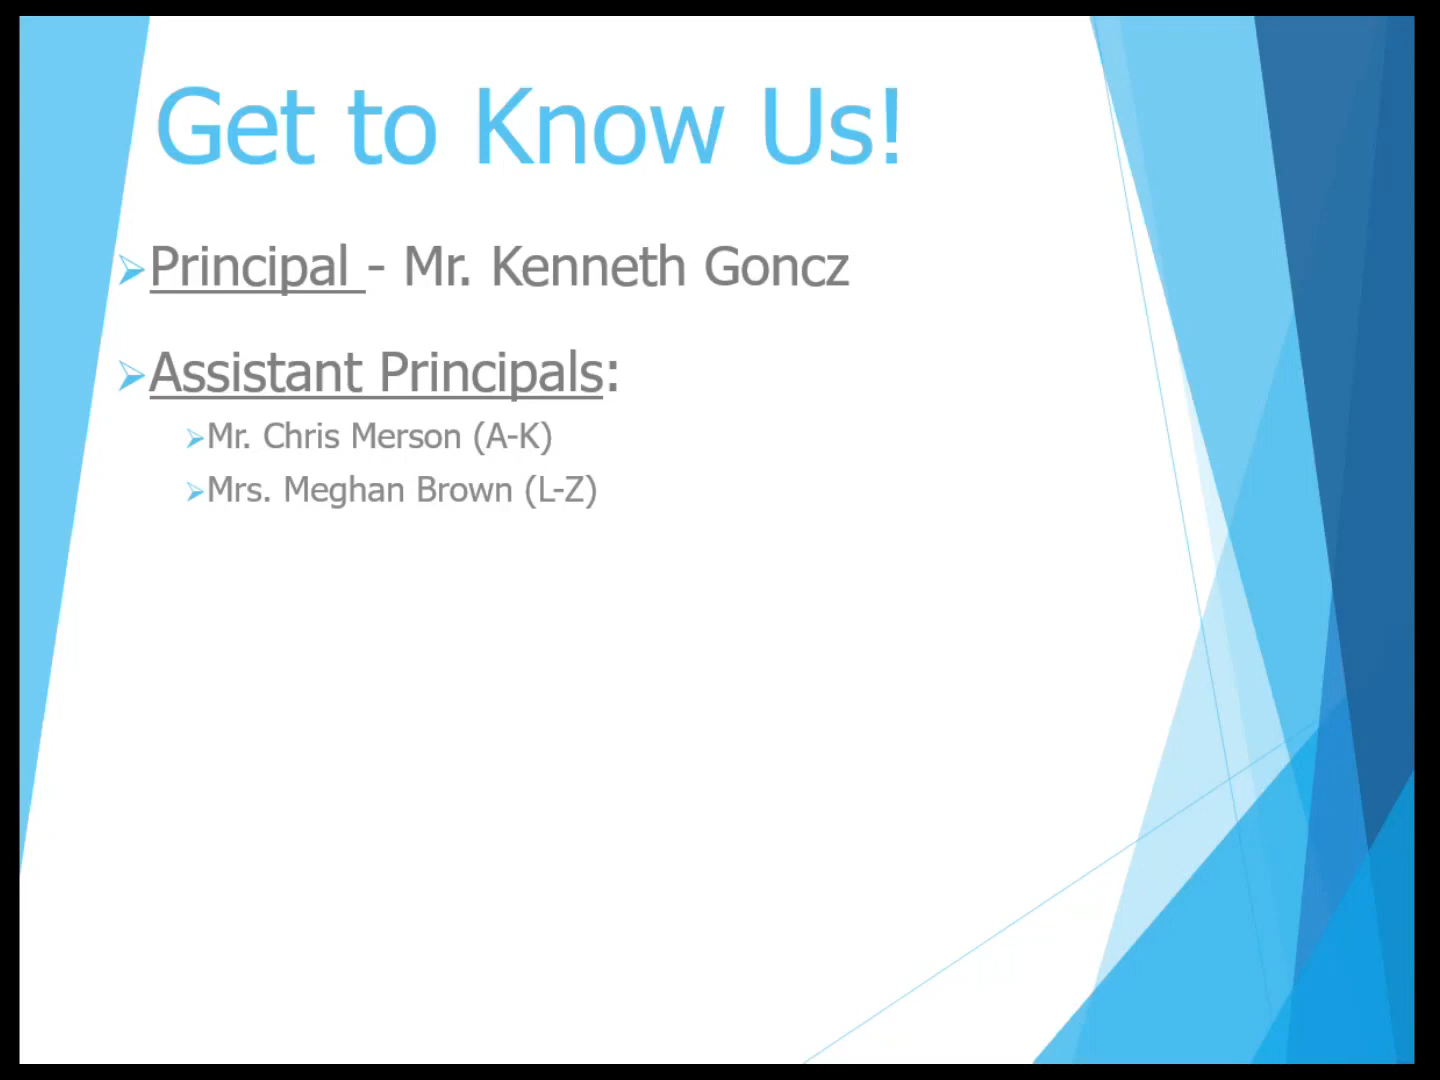 Get to Know Us!
Principal - Mr. Kenneth Goncz
Assistant Principals:
Mr. Chris Merson (A-K)
Mrs. Meghan Brown (L-Z)